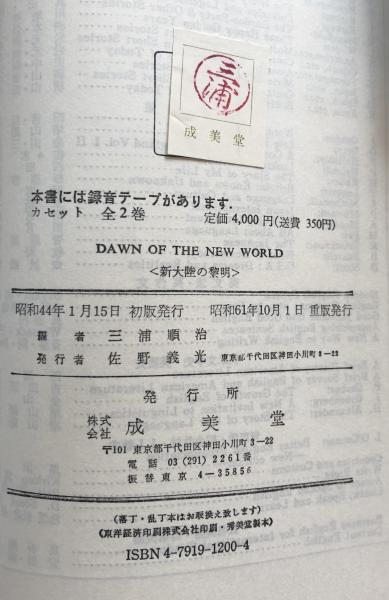 三浦
成美堂
本書には録音テープがあります.
カセット 全2巻 定価 4,000円(送費 350円)
DAWN OF THE NEW WORLD
<新大陸の黎明>
昭和44年1月15日 初版発行 昭和61年10月1日 重版発行
編者 三浦順治
発行者 佐野義光 東京都千代田区神田小川町3-22
発行所
株式会社 成美堂
〒101 東京都千代田区神田小川町3-22
電話 03(291)2261番
振替東京 4-35856
(落丁・乱丁本はお取換え致します)
(東洋経済印刷株式会社印刷・秀美堂製本)
ISBN4-7919-1200-4